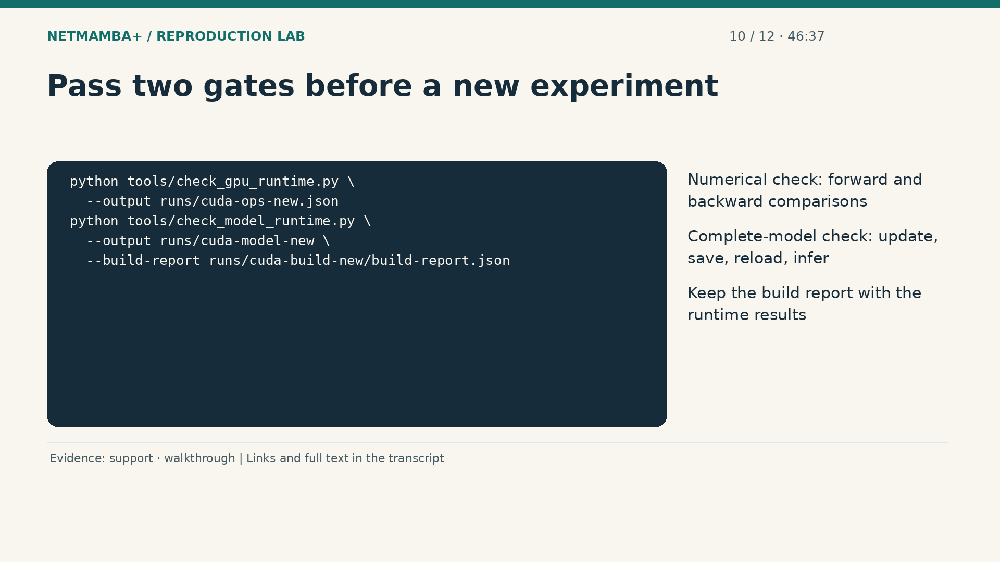 NETMAMBA+ / REPRODUCTION LAB
10 / 12 · 46:37
Pass two gates before a new experiment
python tools/check_gpu_runtime.py \
  --output runs/cuda-ops-new.json
python tools/check_model_runtime.py \
  --output runs/cuda-model-new \
  --build-report runs/cuda-build-new/build-report.json
Numerical check: forward and
backward comparisons
Complete-model check: update,
save, reload, infer
Keep the build report with the
runtime results
Evidence: support · walkthrough | Links and full text in the transcript